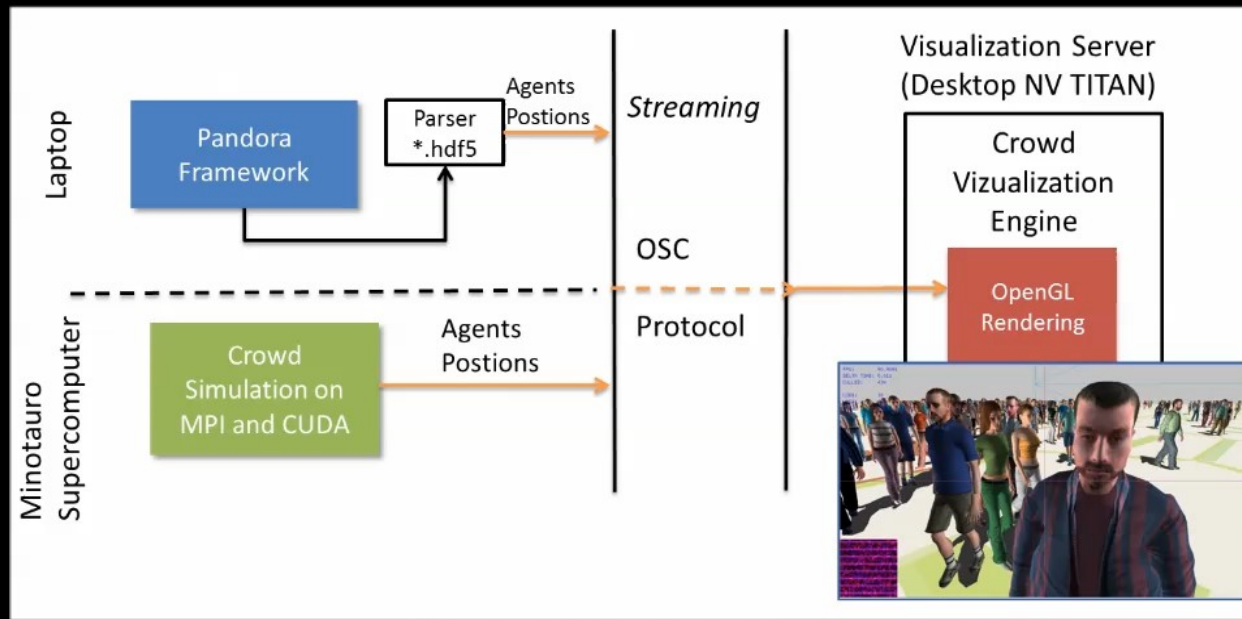 Laptop
Pandora
Framework
Parser
*.hdf5
Agents
Postions
Streaming
OSC
Protocol
Visualization Server
(Desktop NV TITAN)
Crowd
Vizualization
Engine
OpenGL
Rendering
Minotauro
Supercomputer
Crowd
Simulation on
MPI and CUDA
Agents
Postions